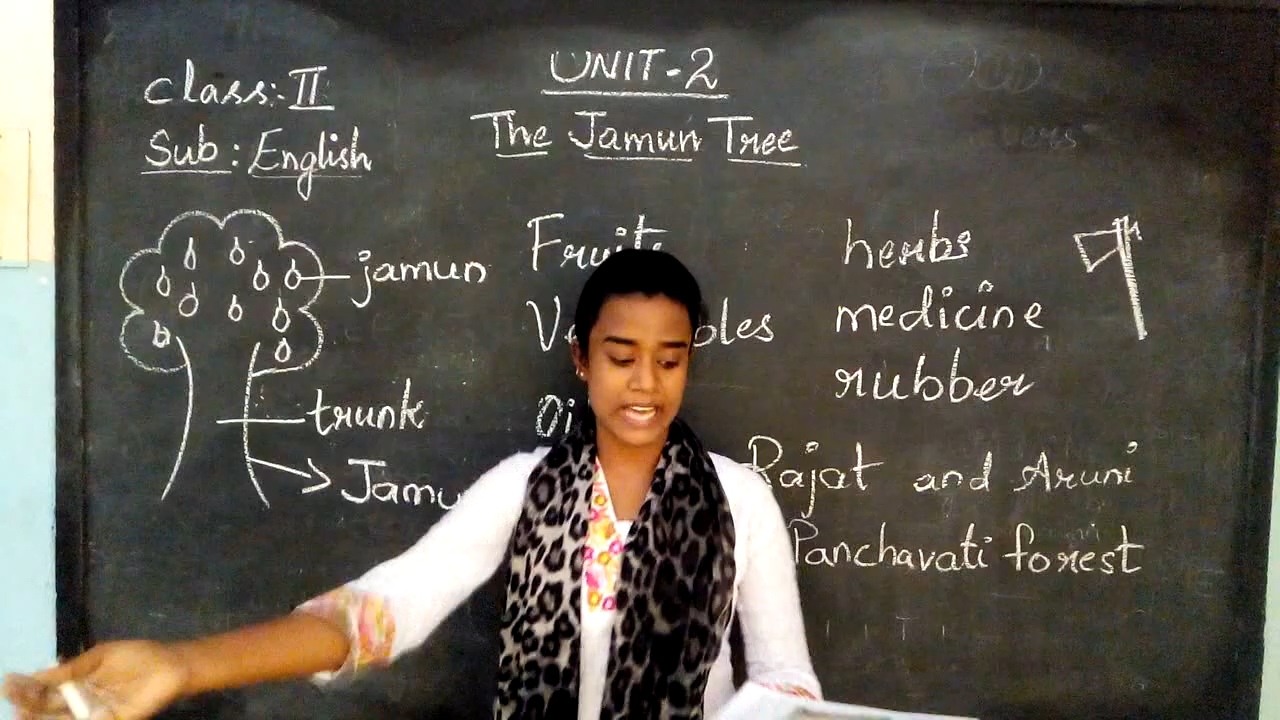 UNIT-2
Class:- II
The Jamun Tree
Sub: English
Fruits
herbs
jamun
medicine
rubber
trunk
Rajat and Aruni
Panchavati forest